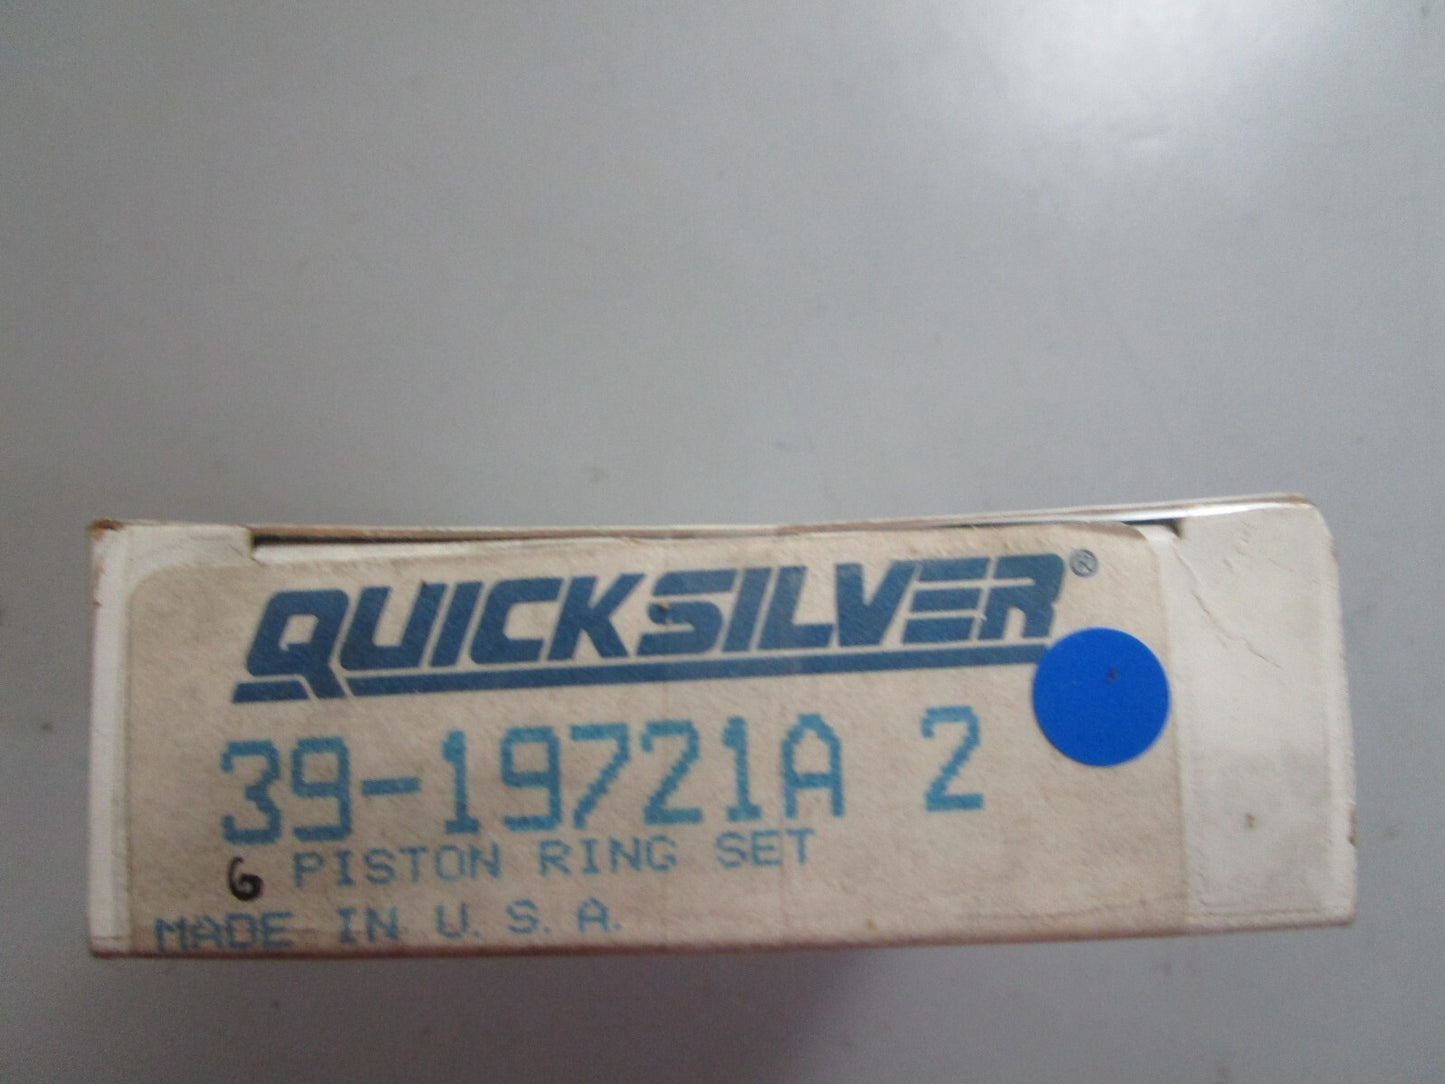 QUICKSILVER®
39-19721A 2
6 PISTON RING SET
MADE IN U.S.A.